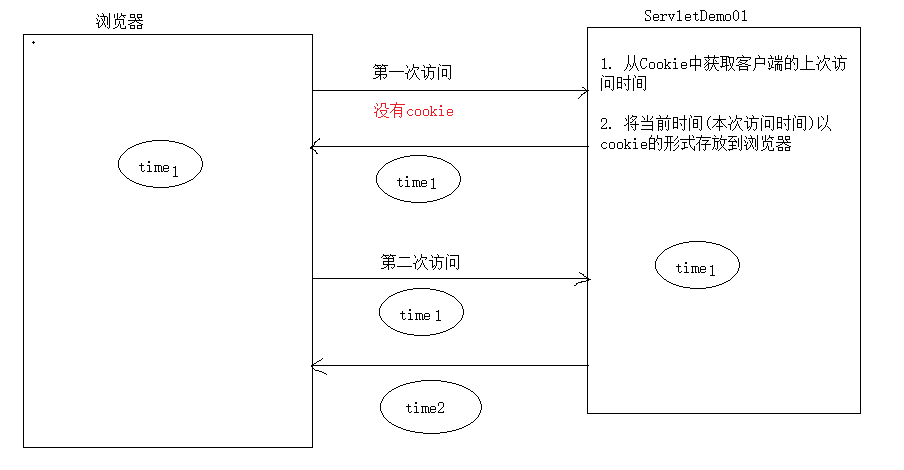 浏览器
ServletDemo01
第一次访问
没有cookie
1. 从Cookie中获取客户端的上次访
问时间
2. 将当前时间(本次访问时间)以
cookie的形式存放到浏览器
time1
time1
第二次访问
time1
time1
time2